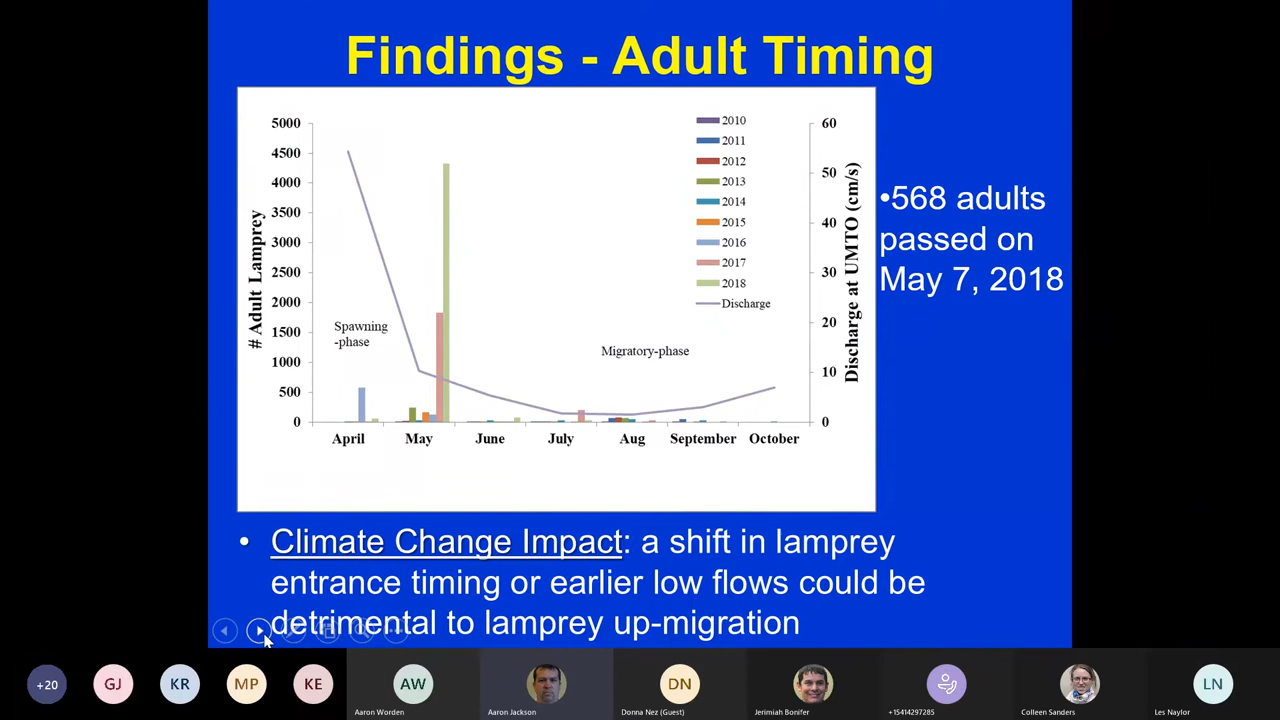 Findings - Adult Timing
5000
4500
4000
3500
3000
2500
2000
1500
1000
500
0
# Adult Lamprey
Spawning
-phase
Migratory-phase
2010
2011
2012
2013
2014
2015
2016
2017
2018
Discharge
60
50
40
30
20
10
0
Discharge at UMTO (cm/s)
April May June July Aug September October
•568 adults
passed on
May 7, 2018
• Climate Change Impact: a shift in lamprey
entrance timing or earlier low flows could be
detrimental to lamprey up-migration
+20 GJ KR MP KE AW DN LN
Aaron Worden Aaron Jackson Donna Nez (Guest) Jerimiah Bonifer +15414297285 Colleen Sanders Les Naylor